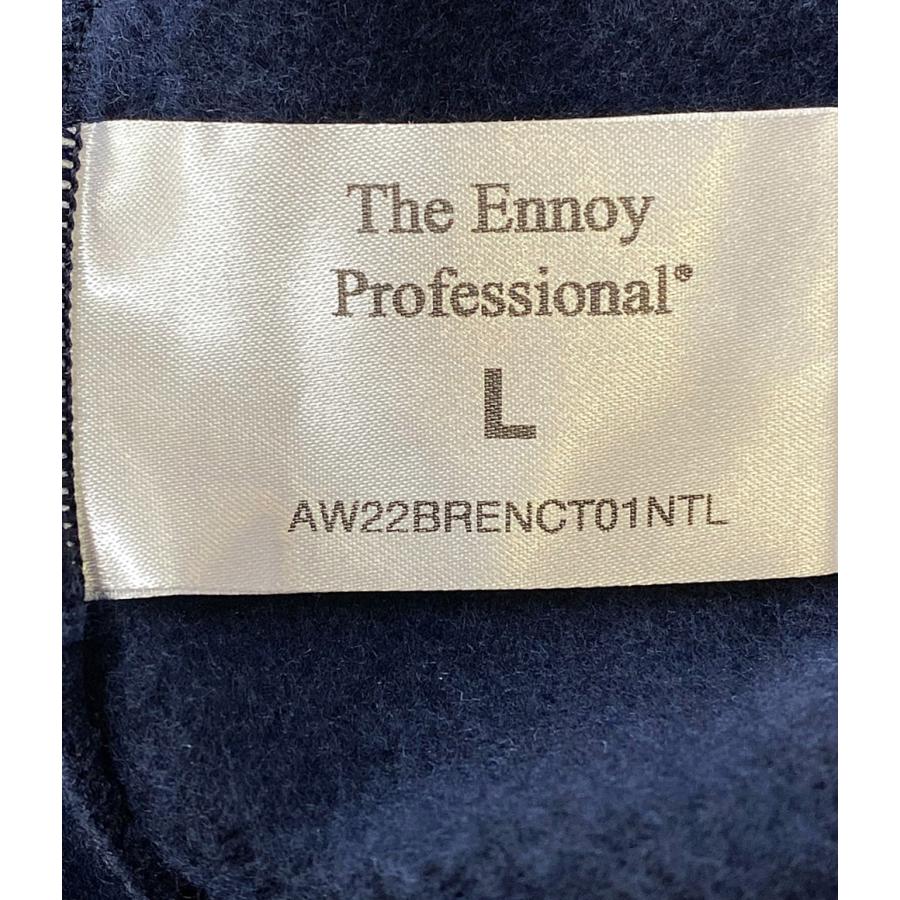 The Ennoy
Professional®
L
AW22BRENCT01NTL